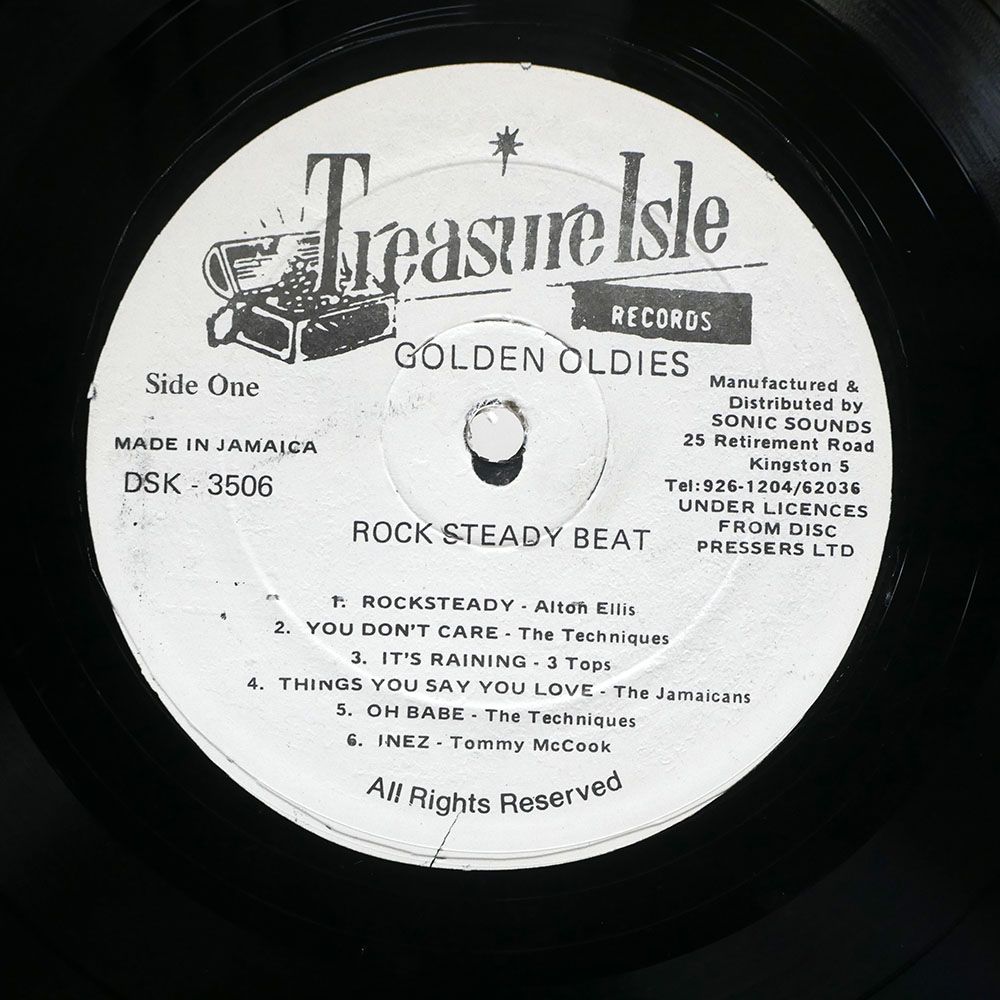 Treasure Isle
RECORDS
GOLDEN OLDIES
Side One
MADE IN JAMAICA
DSK - 3506
Manufactured &
Distributed by
SONIC SOUNDS
25 Retirement Road
Kingston 5
Tel:926-1204/62036
UNDER LICENCES
FROM DISC
PRESSERS LTD
ROCK STEADY BEAT
1. ROCKSTEADY - Alton Ellis
2. YOU DON'T CARE - The Techniques
3. IT'S RAINING - 3 Tops
4. THINGS YOU SAY YOU LOVE - The Jamaicans
5. OH BABE - The Techniques
6. INEZ - Tommy McCook
All Rights Reserved